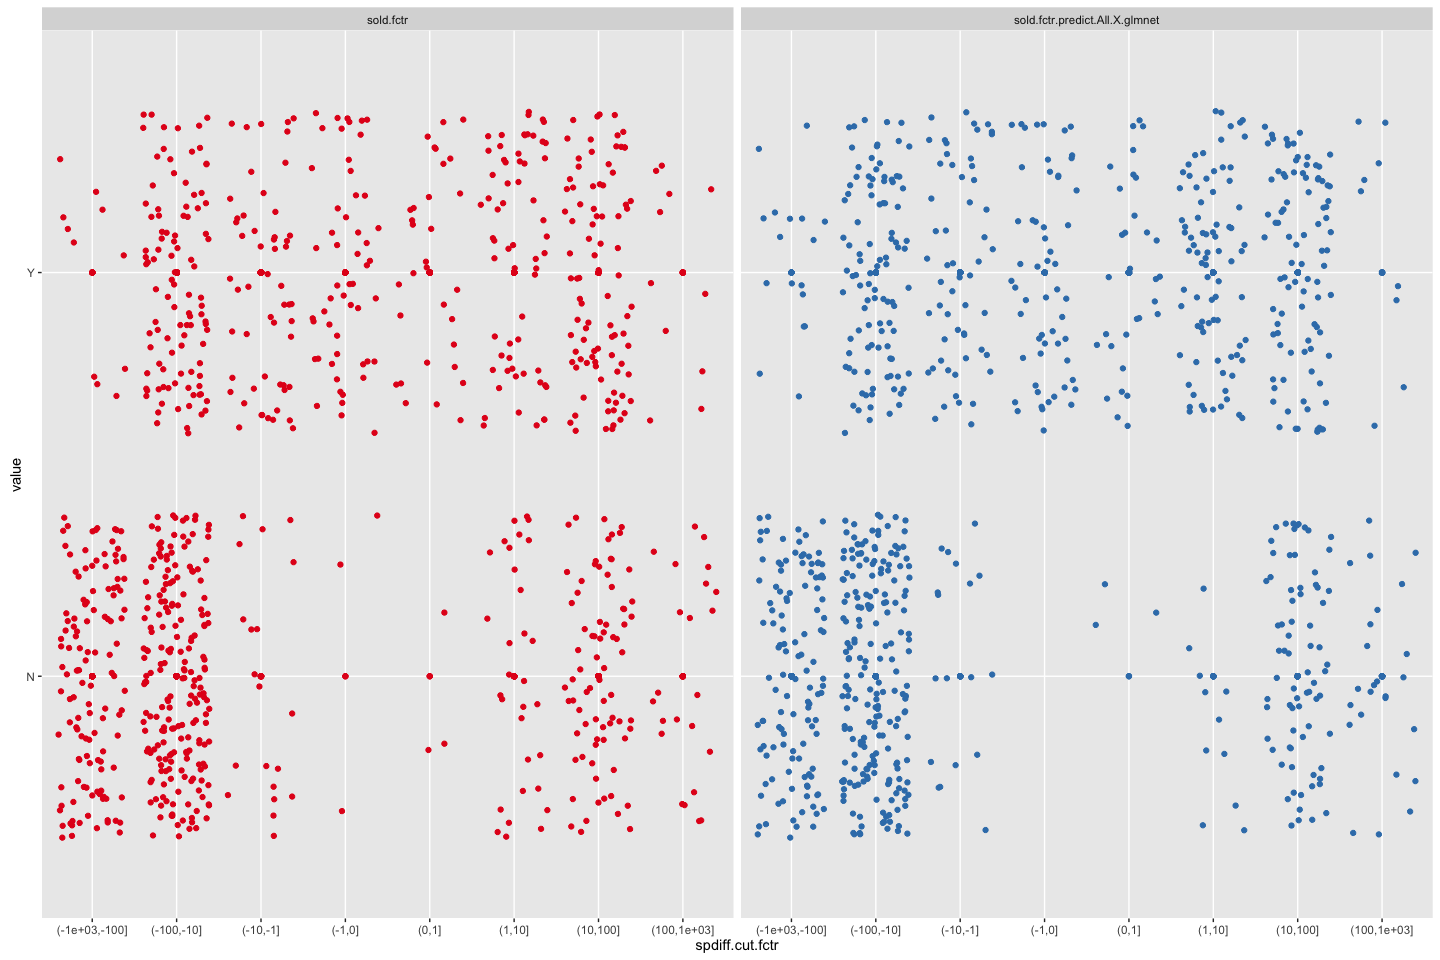 sold.fctr
sold.fctr.predict.All.X.glmnet
value
Y
N
(-1e+03,-100] (-100,-10] (-10,-1] (-1,0] (0,1] (1,10] (10,100] (100,1e+03]
(-1e+03,-100] (-100,-10] (-10,-1] (-1,0] (0,1] (1,10] (10,100] (100,1e+03]
spdiff.cut.fctr